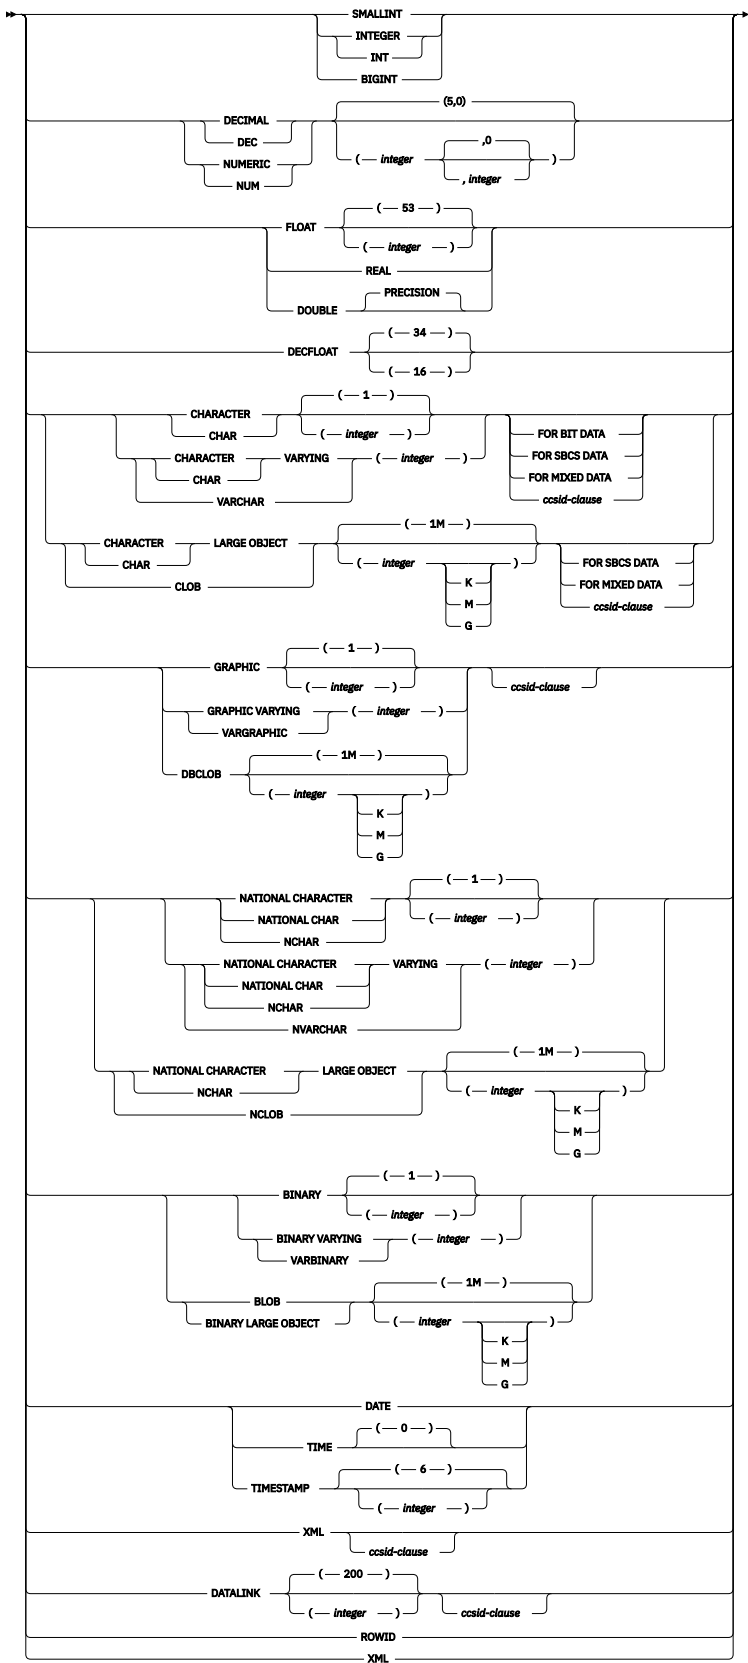 SMALLINT
INTEGER
INT
BIGINT
(5,0)
DECIMAL
DEC
,0
NUMERIC ( integer )
NUM , integer
( 53 )
FLOAT
( integer )
REAL
PRECISION
DOUBLE
( 34 )
DECFLOAT
( 16 )
( 1 )
CHARACTER
CHAR ( integer ) FOR BIT DATA
CHARACTER VARYING ( integer ) FOR SBCS DATA
CHAR FOR MIXED DATA
VARCHAR ccsid-clause
( 1M )
CHARACTER LARGE OBJECT
CHAR ( integer ) FOR SBCS DATA
CLOB K FOR MIXED DATA
M ccsid-clause
G
( 1 )
GRAPHIC
( integer ) ccsid-clause
GRAPHIC VARYING ( integer )
VARGRAPHIC
( 1M )
DBCLOB
( integer )
K
M
G
( 1 )
NATIONAL CHARACTER
NATIONAL CHAR ( integer )
NCHAR
NATIONAL CHARACTER VARYING ( integer )
NATIONAL CHAR
NCHAR
NVARCHAR
( 1M )
NATIONAL CHARACTER LARGE OBJECT
NCHAR ( integer )
NCLOB K
M
G
( 1 )
BINARY
( integer )
BINARY VARYING ( integer )
VARBINARY
( 1M )
BLOB
BINARY LARGE OBJECT ( integer )
K
M
G
DATE
( 0 )
TIME
( 6 )
TIMESTAMP
( integer )
XML
ccsid-clause
( 200 )
DATALINK
( integer ) ccsid-clause
ROWID
XML